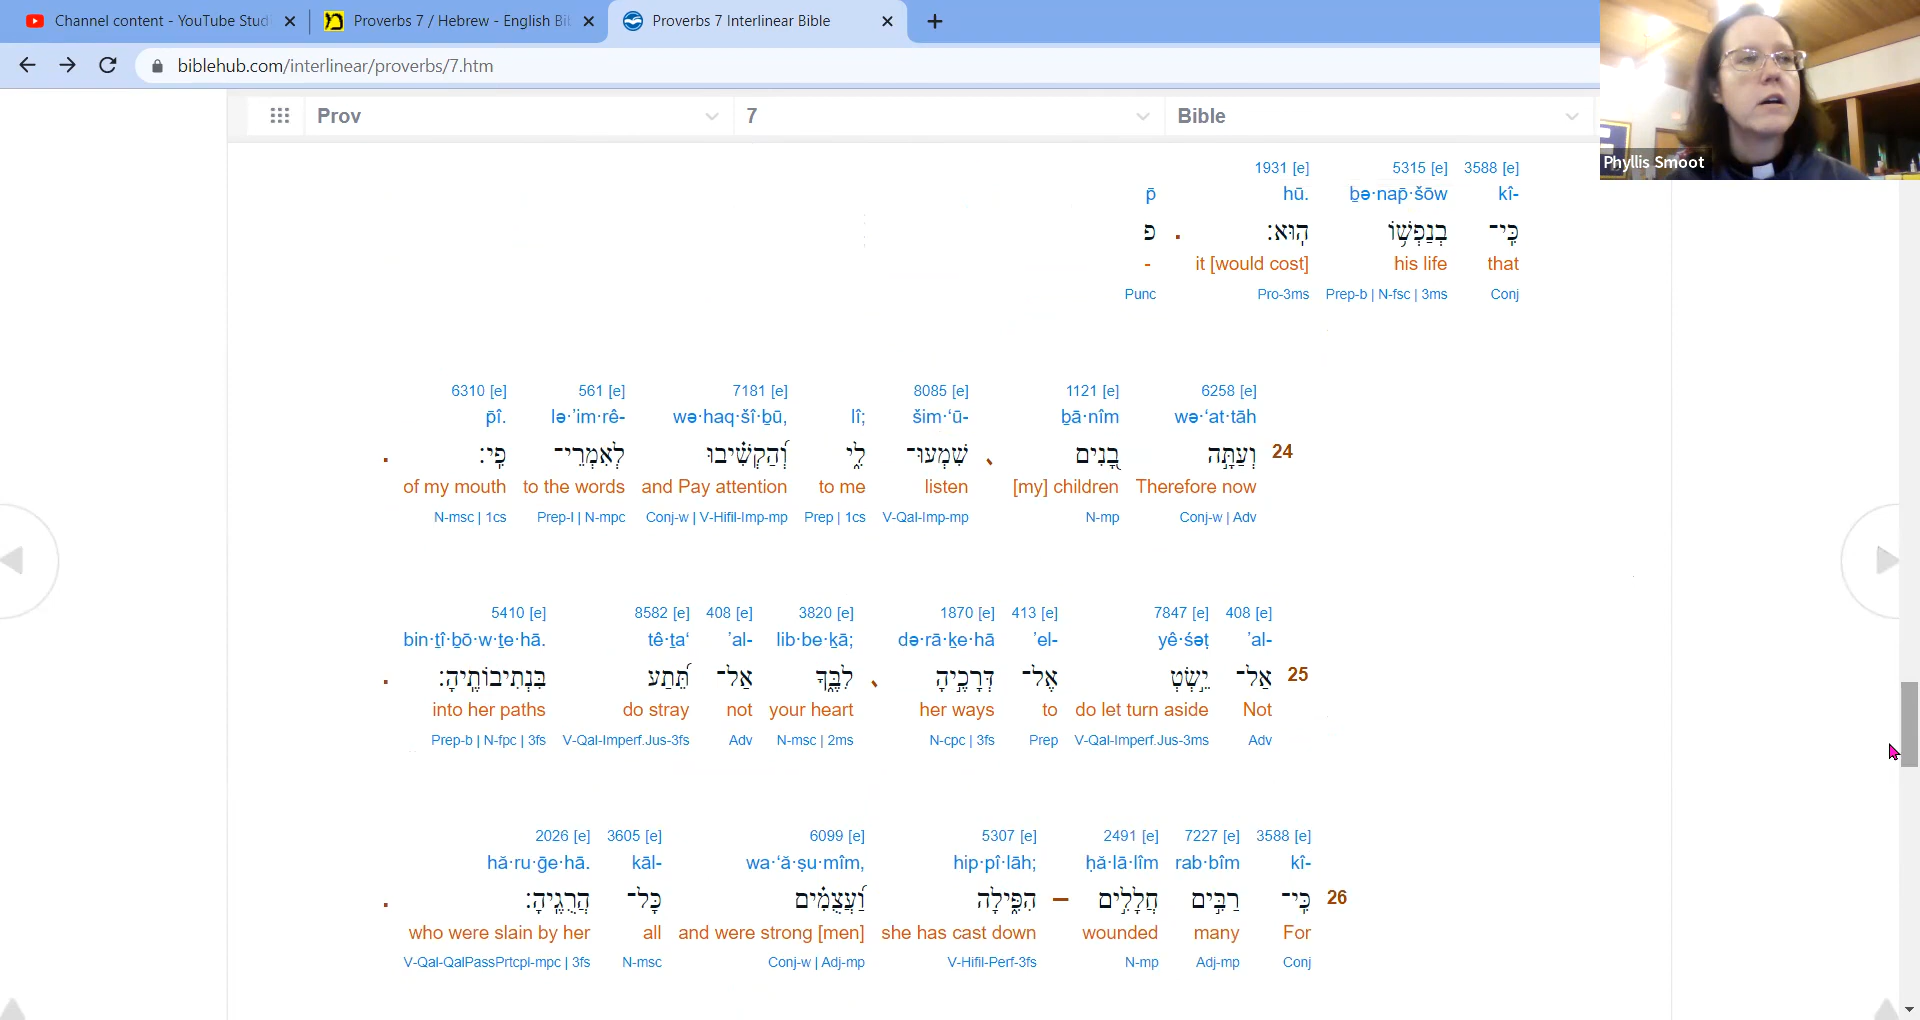 Channel content - YouTube Stud
Proverbs 7 / Hebrew - English Bib
Proverbs 7 Interlinear Bible
biblehub.com/interlinear/proverbs/7.htm
Prov 7 Bible
Phyllis Smoot
1931 [e] 5315 [e] 3588 [e]
p̄ hū. ḇə·nap̄·šōw kî-
פ . הֽוּא׃ בְנַפְשׁ֥וֹ כִּֽי־
- it [would cost] his life that
Punc Pro-3ms Prep-b | N-fsc | 3ms Conj
6310 [e] 561 [e] 7181 [e] 8085 [e] 1121 [e] 6258 [e]
p̄î. lə·’im·rê- wə·haq·šî·ḇū, lî; šim·‘ū- ḇā·nîm wə·‘at·tāh
. פִֽי׃ לְאִמְרֵי־ וְ֝הַקְשִׁ֗יבוּ לִ֑י שִׁמְעוּ־ 、 בָ֭נִים וְעַתָּ֣ה 24
of my mouth to the words and Pay attention to me listen [my] children Therefore now
N-msc | 1cs Prep-l | N-mpc Conj-w | V-Hifil-Imp-mp Prep | 1cs V-Qal-Imp-mp N-mp Conj-w | Adv
5410 [e] 8582 [e] 408 [e] 3820 [e] 1870 [e] 413 [e] 7847 [e] 408 [e]
bin·ṯî·ḇō·w·ṯe·hā. tê·ṯa‘ ’al- lib·be·ḵā; də·rā·ḵe·hā ’el- yê·śəṭ ’al-
. בִּנְתִיבוֹתֶֽיהָ׃ תֵּ֝תַע אַל־ לִבֶּ֑ךָ 、 דְּרָכֶ֣יהָ אֶל־ יֵ֣שְׂטְ אַל־ 25
into her paths do stray not your heart her ways to do let turn aside Not
Prep-b | N-fpc | 3fs V-Qal-Imperf.Jus-3fs Adv N-msc | 2ms N-cpc | 3fs Prep V-Qal-Imperf.Jus-3ms Adv
2026 [e] 3605 [e] 6099 [e] 5307 [e] 2491 [e] 7227 [e] 3588 [e]
hă·ru·ḡe·hā. kāl- wa·‘ă·ṣu·mîm, hip·pî·lāh; ḥă·lā·lîm rab·bîm kî-
. הֲרֻגֶֽיהָ׃ כָּל־ וַ֝עֲצֻמִ֗ים הִפִּ֑ילָה – חֲלָלִ֣ים רַבִּ֣ים כִּֽי־ 26
who were slain by her all and were strong [men] she has cast down wounded many For
V-Qal-QalPassPrtcpl-mpc | 3fs N-msc Conj-w | Adj-mp V-Hifil-Perf-3fs N-mp Adj-mp Conj